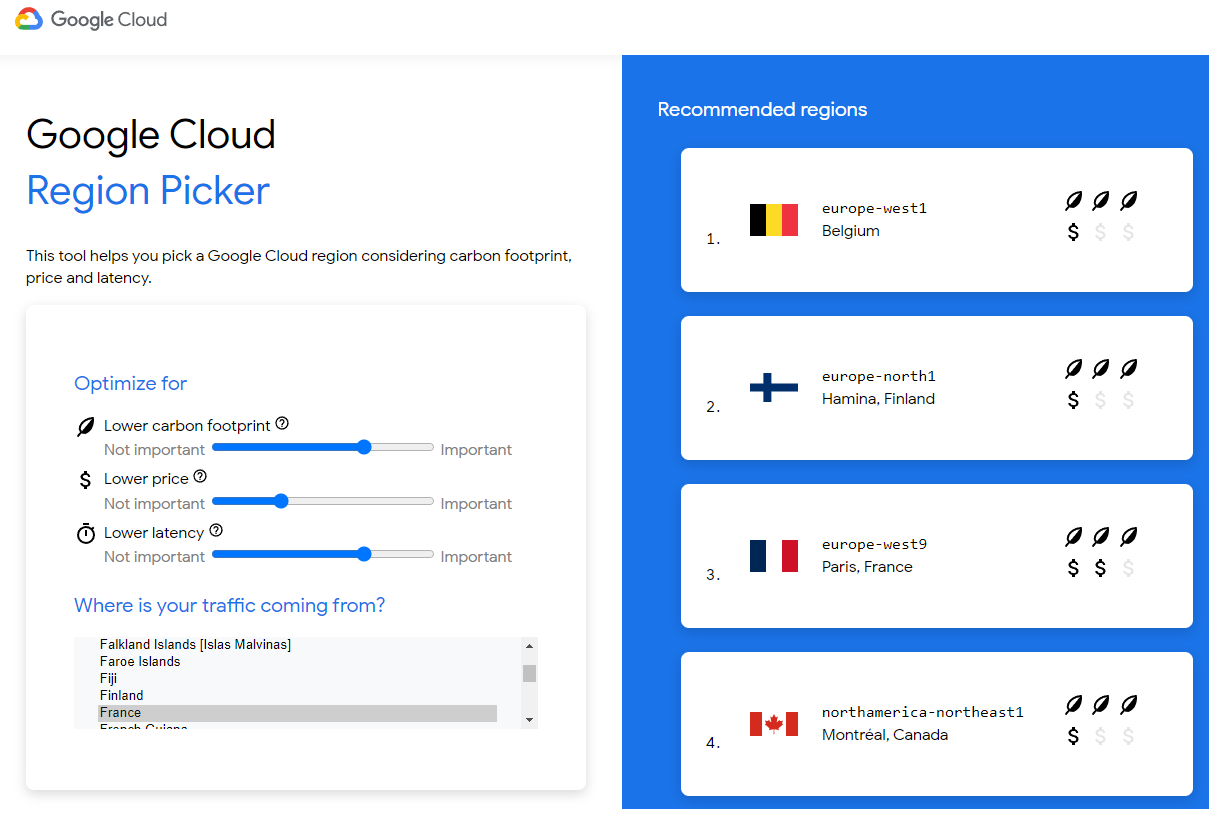 Google Cloud
Google Cloud
Region Picker
This tool helps you pick a Google Cloud region considering carbon footprint,
price and latency.
Optimize for
Lower carbon footprint ?
Not important Important
$ Lower price ?
Not important Important
Lower latency ?
Not important Important
Where is your traffic coming from?
Falkland Islands [Islas Malvinas]
Faroe Islands
Fiji
Finland
France
French Guiana
Recommended regions
1.
europe-west1
Belgium
$ $ $
2.
europe-north1
Hamina, Finland
$ $ $
3.
europe-west9
Paris, France
$ $ $
4.
northamerica-northeast1
Montréal, Canada
$ $ $